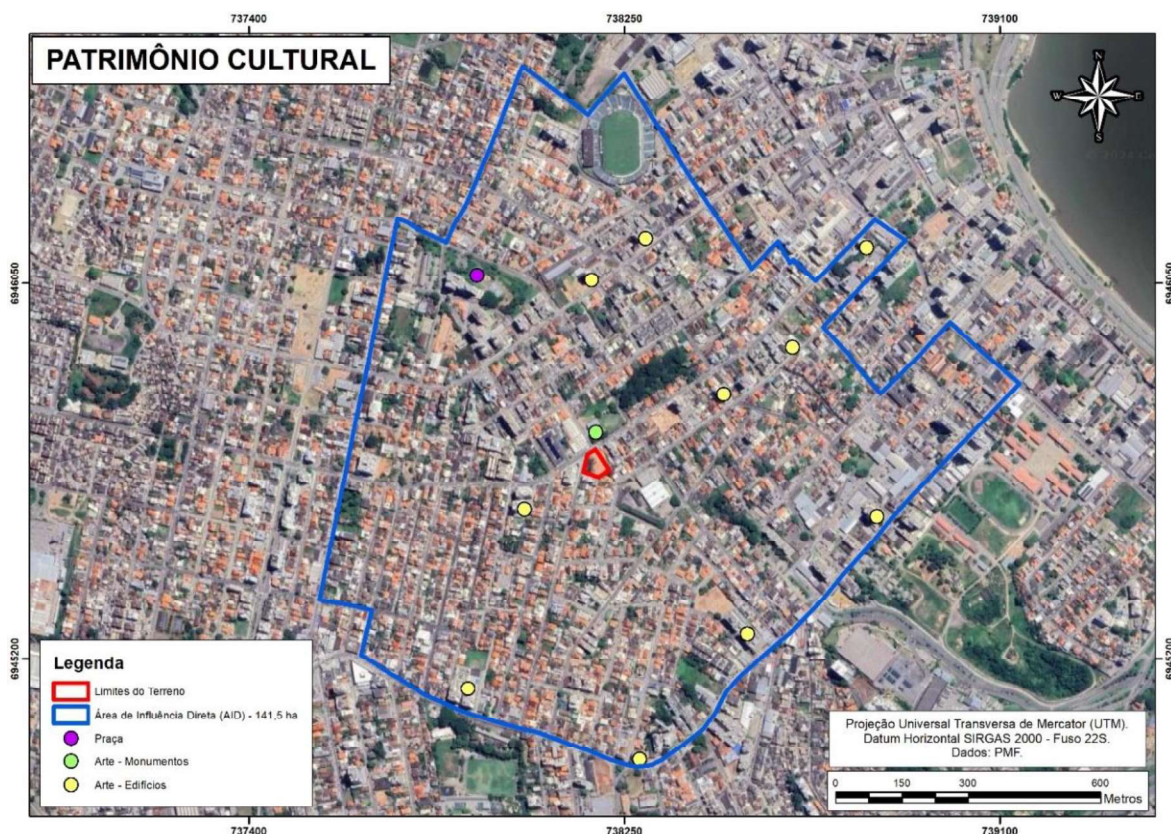 737400
738250
739100
PATRIMÔNIO CULTURAL
N
W
E
S
6946050
6946050
6945200
6945200
Legenda
Limites do Terreno
Área de Influência Direta (AID) - 141,5 ha
Praça
Arte - Monumentos
Arte - Edifícios
Projeção Universal Transversa de Mercator (UTM).
Datum Horizontal SIRGAS 2000 - Fuso 22S.
Dados: PMF.
0 150 300 600
Metros
737400
738250
739100